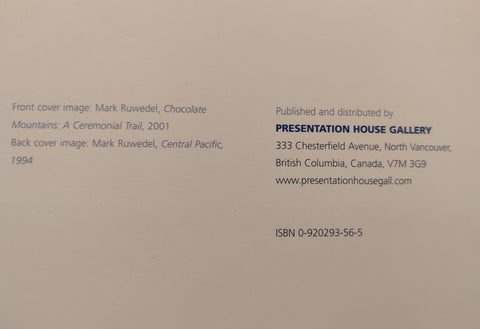 Front cover image: Mark Ruwedel, Chocolate
Mountains: A Ceremonial Trail, 2001
Back cover image: Mark Ruwedel, Central Pacific,
1994
Published and distributed by
PRESENTATION HOUSE GALLERY
333 Chesterfield Avenue, North Vancouver,
British Columbia, Canada, V7M 3G9
www.presentationhousegall.com
ISBN 0-920293-56-5